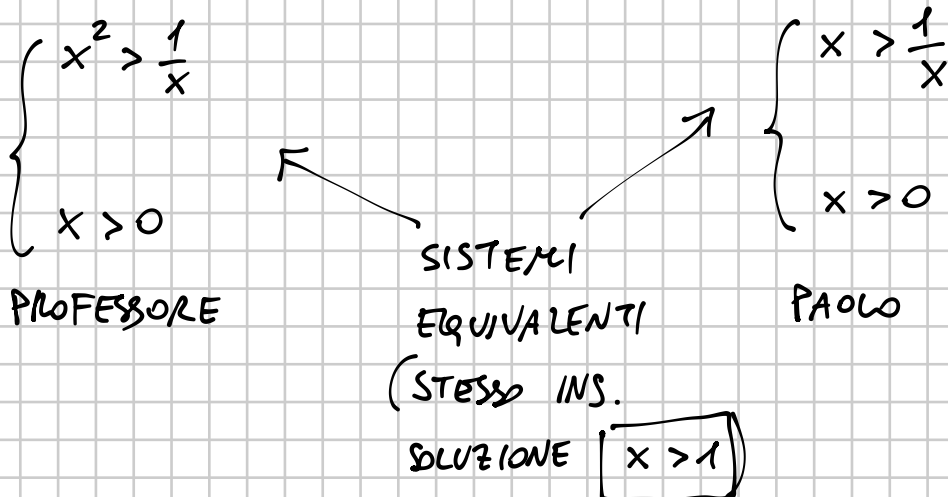 x² > 1/x
x > 0
PROFESSORE
x > 1/x
x > 0
PAOLO
SISTEMI
EQUIVALENTI
(STESSO INS.
SOLUZIONE x > 1)